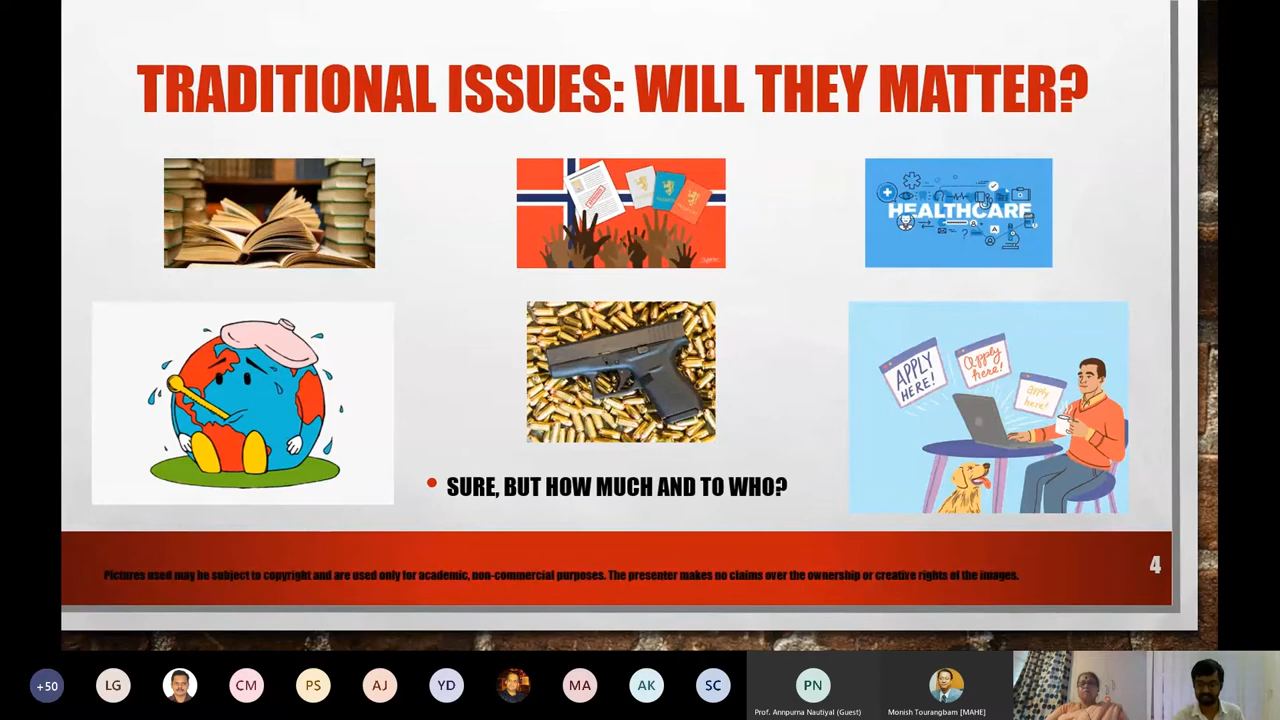 TRADITIONAL ISSUES: WILL THEY MATTER?
HEALTHCARE
APPLY
HERE!
apply
here!
apply
here!
SURE, BUT HOW MUCH AND TO WHO?
Pictures used may be subject to copyright and are used only for academic, non-commercial purposes. The presenter makes no claims over the ownership or creative rights of the images.
4
+50
LG
CM
PS
AJ
YD
MA
AK
SC
PN
Prof. Annpurna Nautiyal (Guest)
Monish Tourangbam [MAHE]